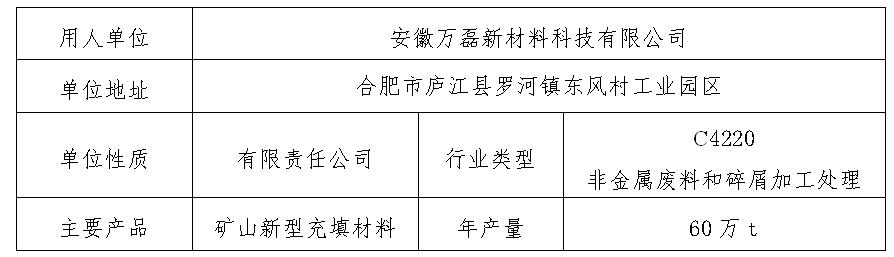 用人单位 安徽万磊新材料科技有限公司
单位地址 合肥市庐江县罗河镇东风村工业园区
单位性质 有限责任公司 行业类型 C4220
非金属废料和碎屑加工处理
主要产品 矿山新型充填材料 年产量 60万t